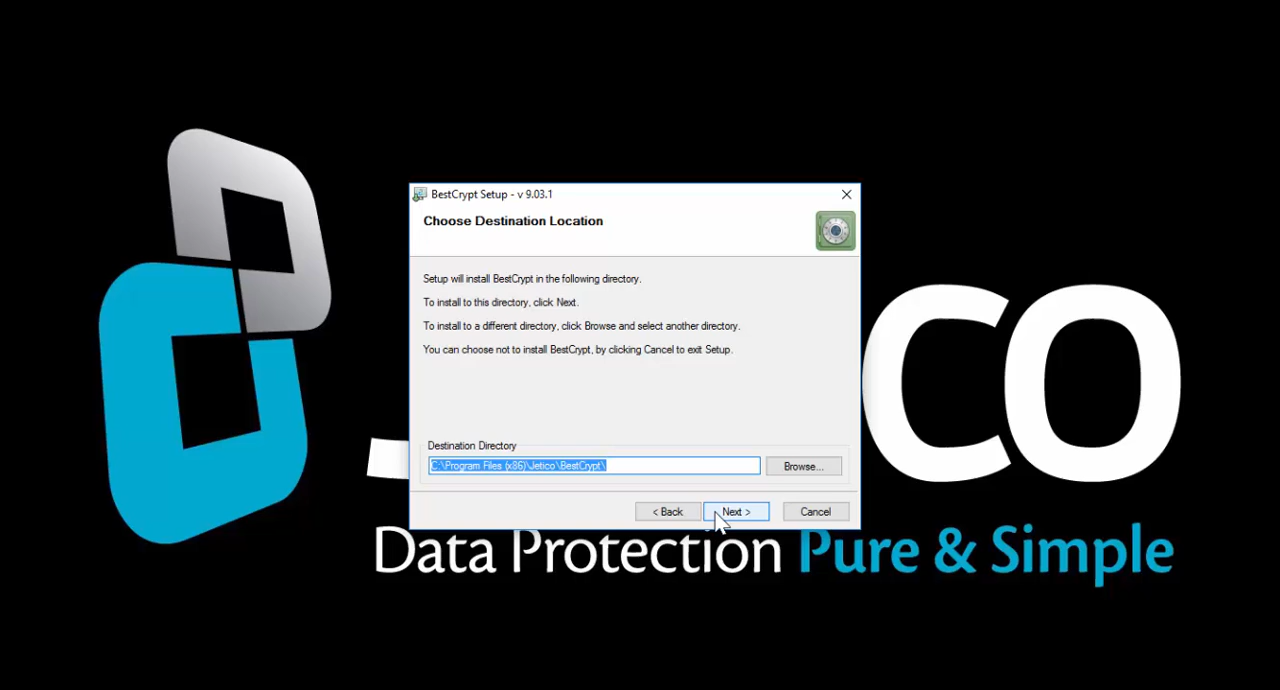 BestCrypt Setup - v 9.03.1
Choose Destination Location
Setup will install BestCrypt in the following directory.
To install to this directory, click Next.
To install to a different directory, click Browse and select another directory.
You can choose not to install BestCrypt, by clicking Cancel to exit Setup.
Destination Directory
C:\Program Files (x86)\Jetico\BestCrypt\
Browse...
< Back
Next >
Cancel
CO
Data Protection Pure & Simple